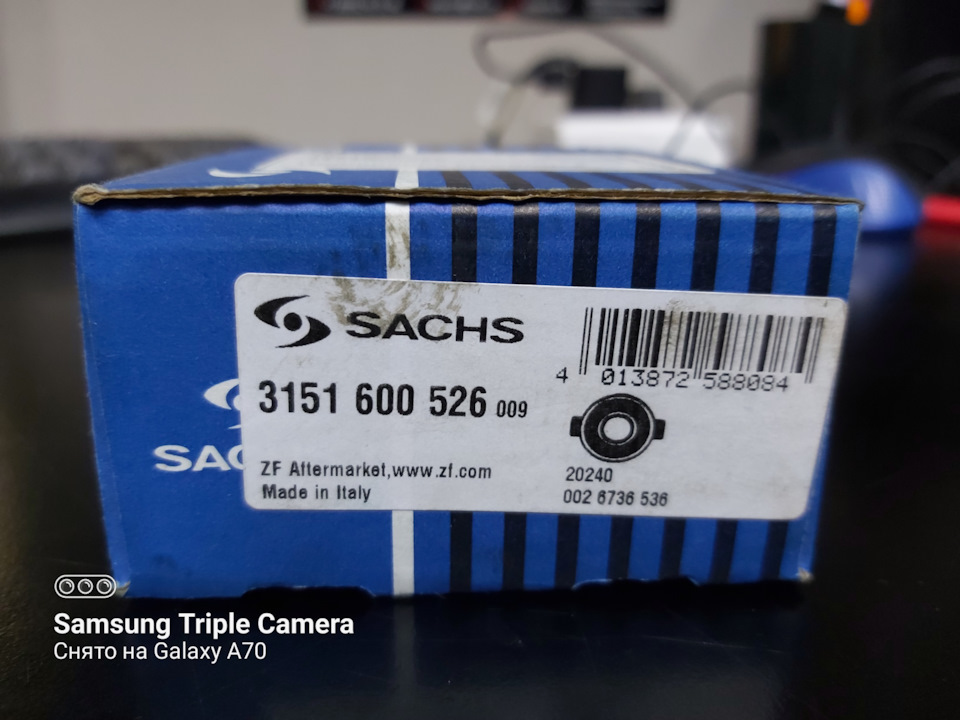 SACHS
3151 600 526 009
4 013872 588084
SAC
ZF Aftermarket,www.zf.com
Made in Italy
20240
002 6736 536
Samsung Triple Camera
Снято на Galaxy A70